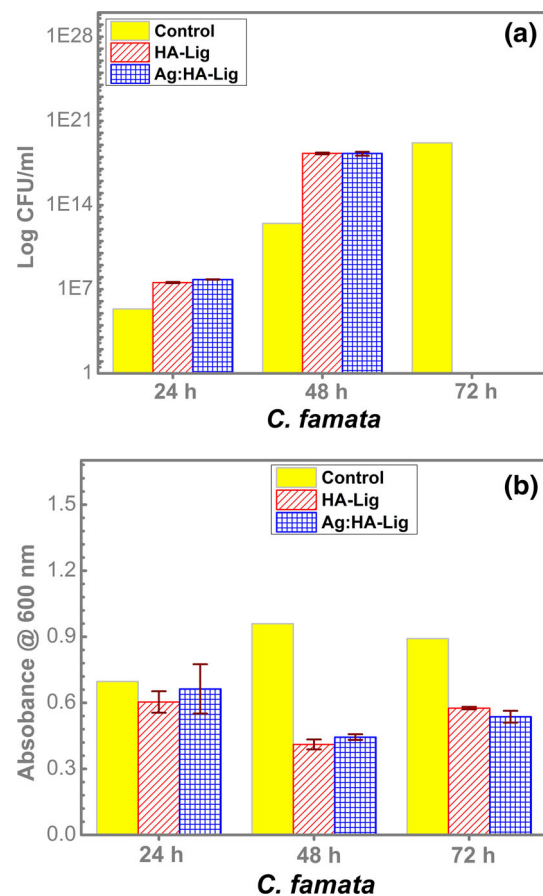 (a)
Control
HA-Lig
Ag:HA-Lig
1E28
1E21
1E14
1E7
1
Log CFU/ml
24 h 48 h 72 h
C. famata
(b)
Control
HA-Lig
Ag:HA-Lig
1.5
1.2
0.9
0.6
0.3
0.0
Absobance @ 600 nm
24 h 48 h 72 h
C. famata